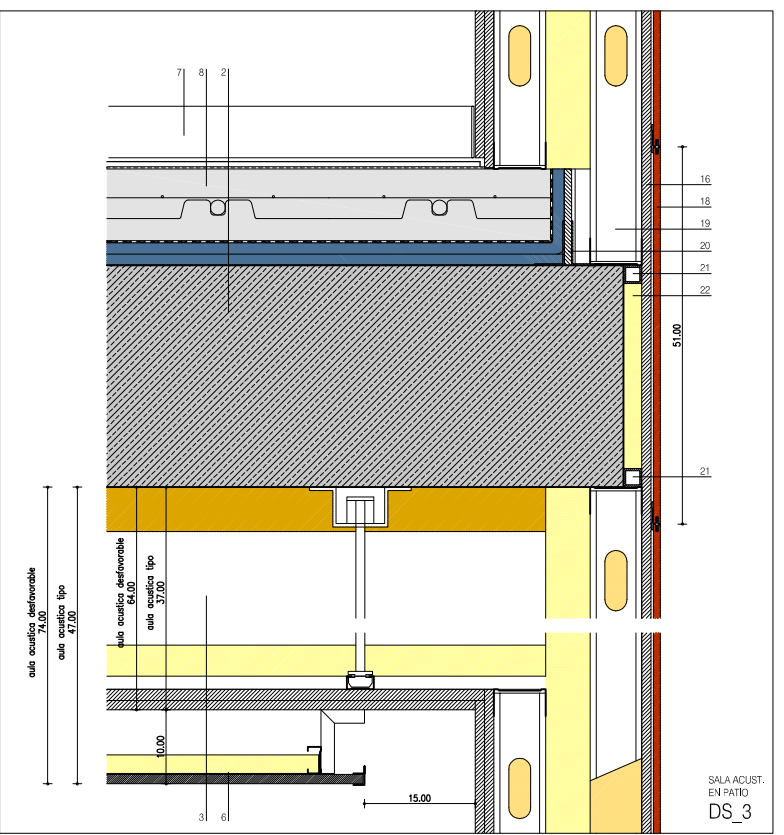 7
8
2
16
18
19
20
21
22
51.00
21
aula acustica desfavorable
74.00
aula acustica tipo
47.00
aula acustica desfavorable
64.00
aula acustica tipo
37.00
10.00
15.00
3
6
SALA ACUST.
EN PATIO
DS_3